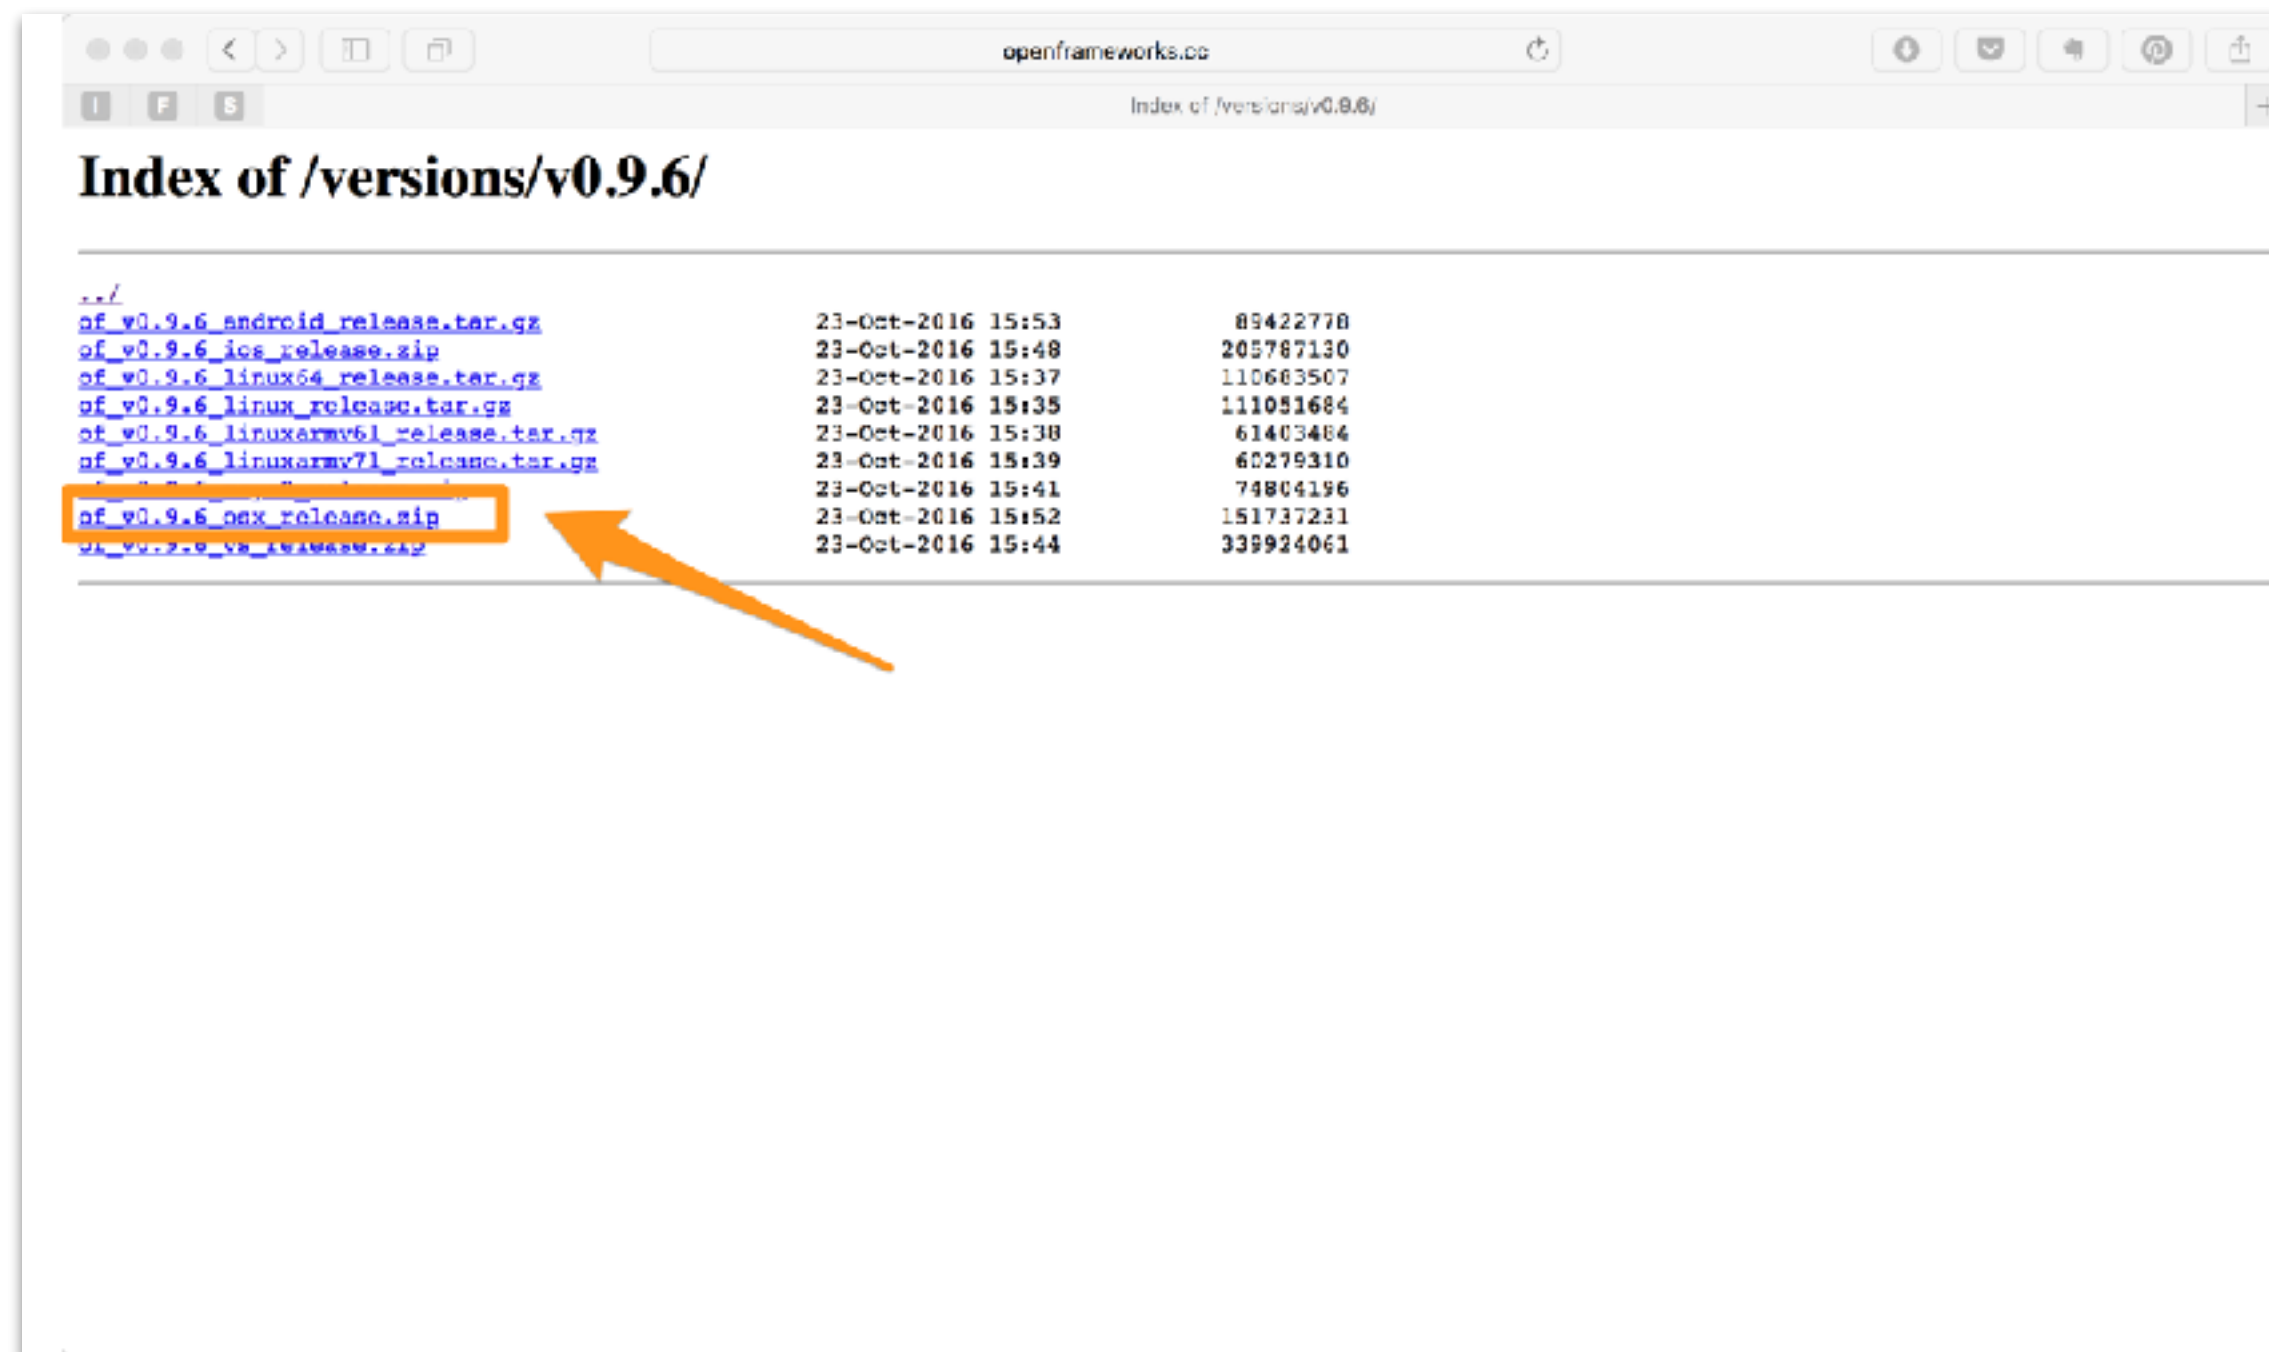 openframeworks.cc
I F S
Index of /versions/v0.9.6/
Index of /versions/v0.9.6/
../
of_v0.9.6_android_release.tar.gz 23-Oct-2016 15:53 89422778
of_v0.9.6_ios_release.zip 23-Oct-2016 15:48 205787130
of_v0.9.6_linux64_release.tar.gz 23-Oct-2016 15:37 110683507
of_v0.9.6_linux_release.tar.gz 23-Oct-2016 15:35 111051684
of_v0.9.6_linuxarmv6l_release.tar.gz 23-Oct-2016 15:38 61403484
of_v0.9.6_linuxarmv7l_release.tar.gz 23-Oct-2016 15:39 60279310
23-Oct-2016 15:41 74804196
of_v0.9.6_osx_release.zip 23-Oct-2016 15:52 151737231
of_v0.9.6_vs_release.zip 23-Oct-2016 15:44 339924061